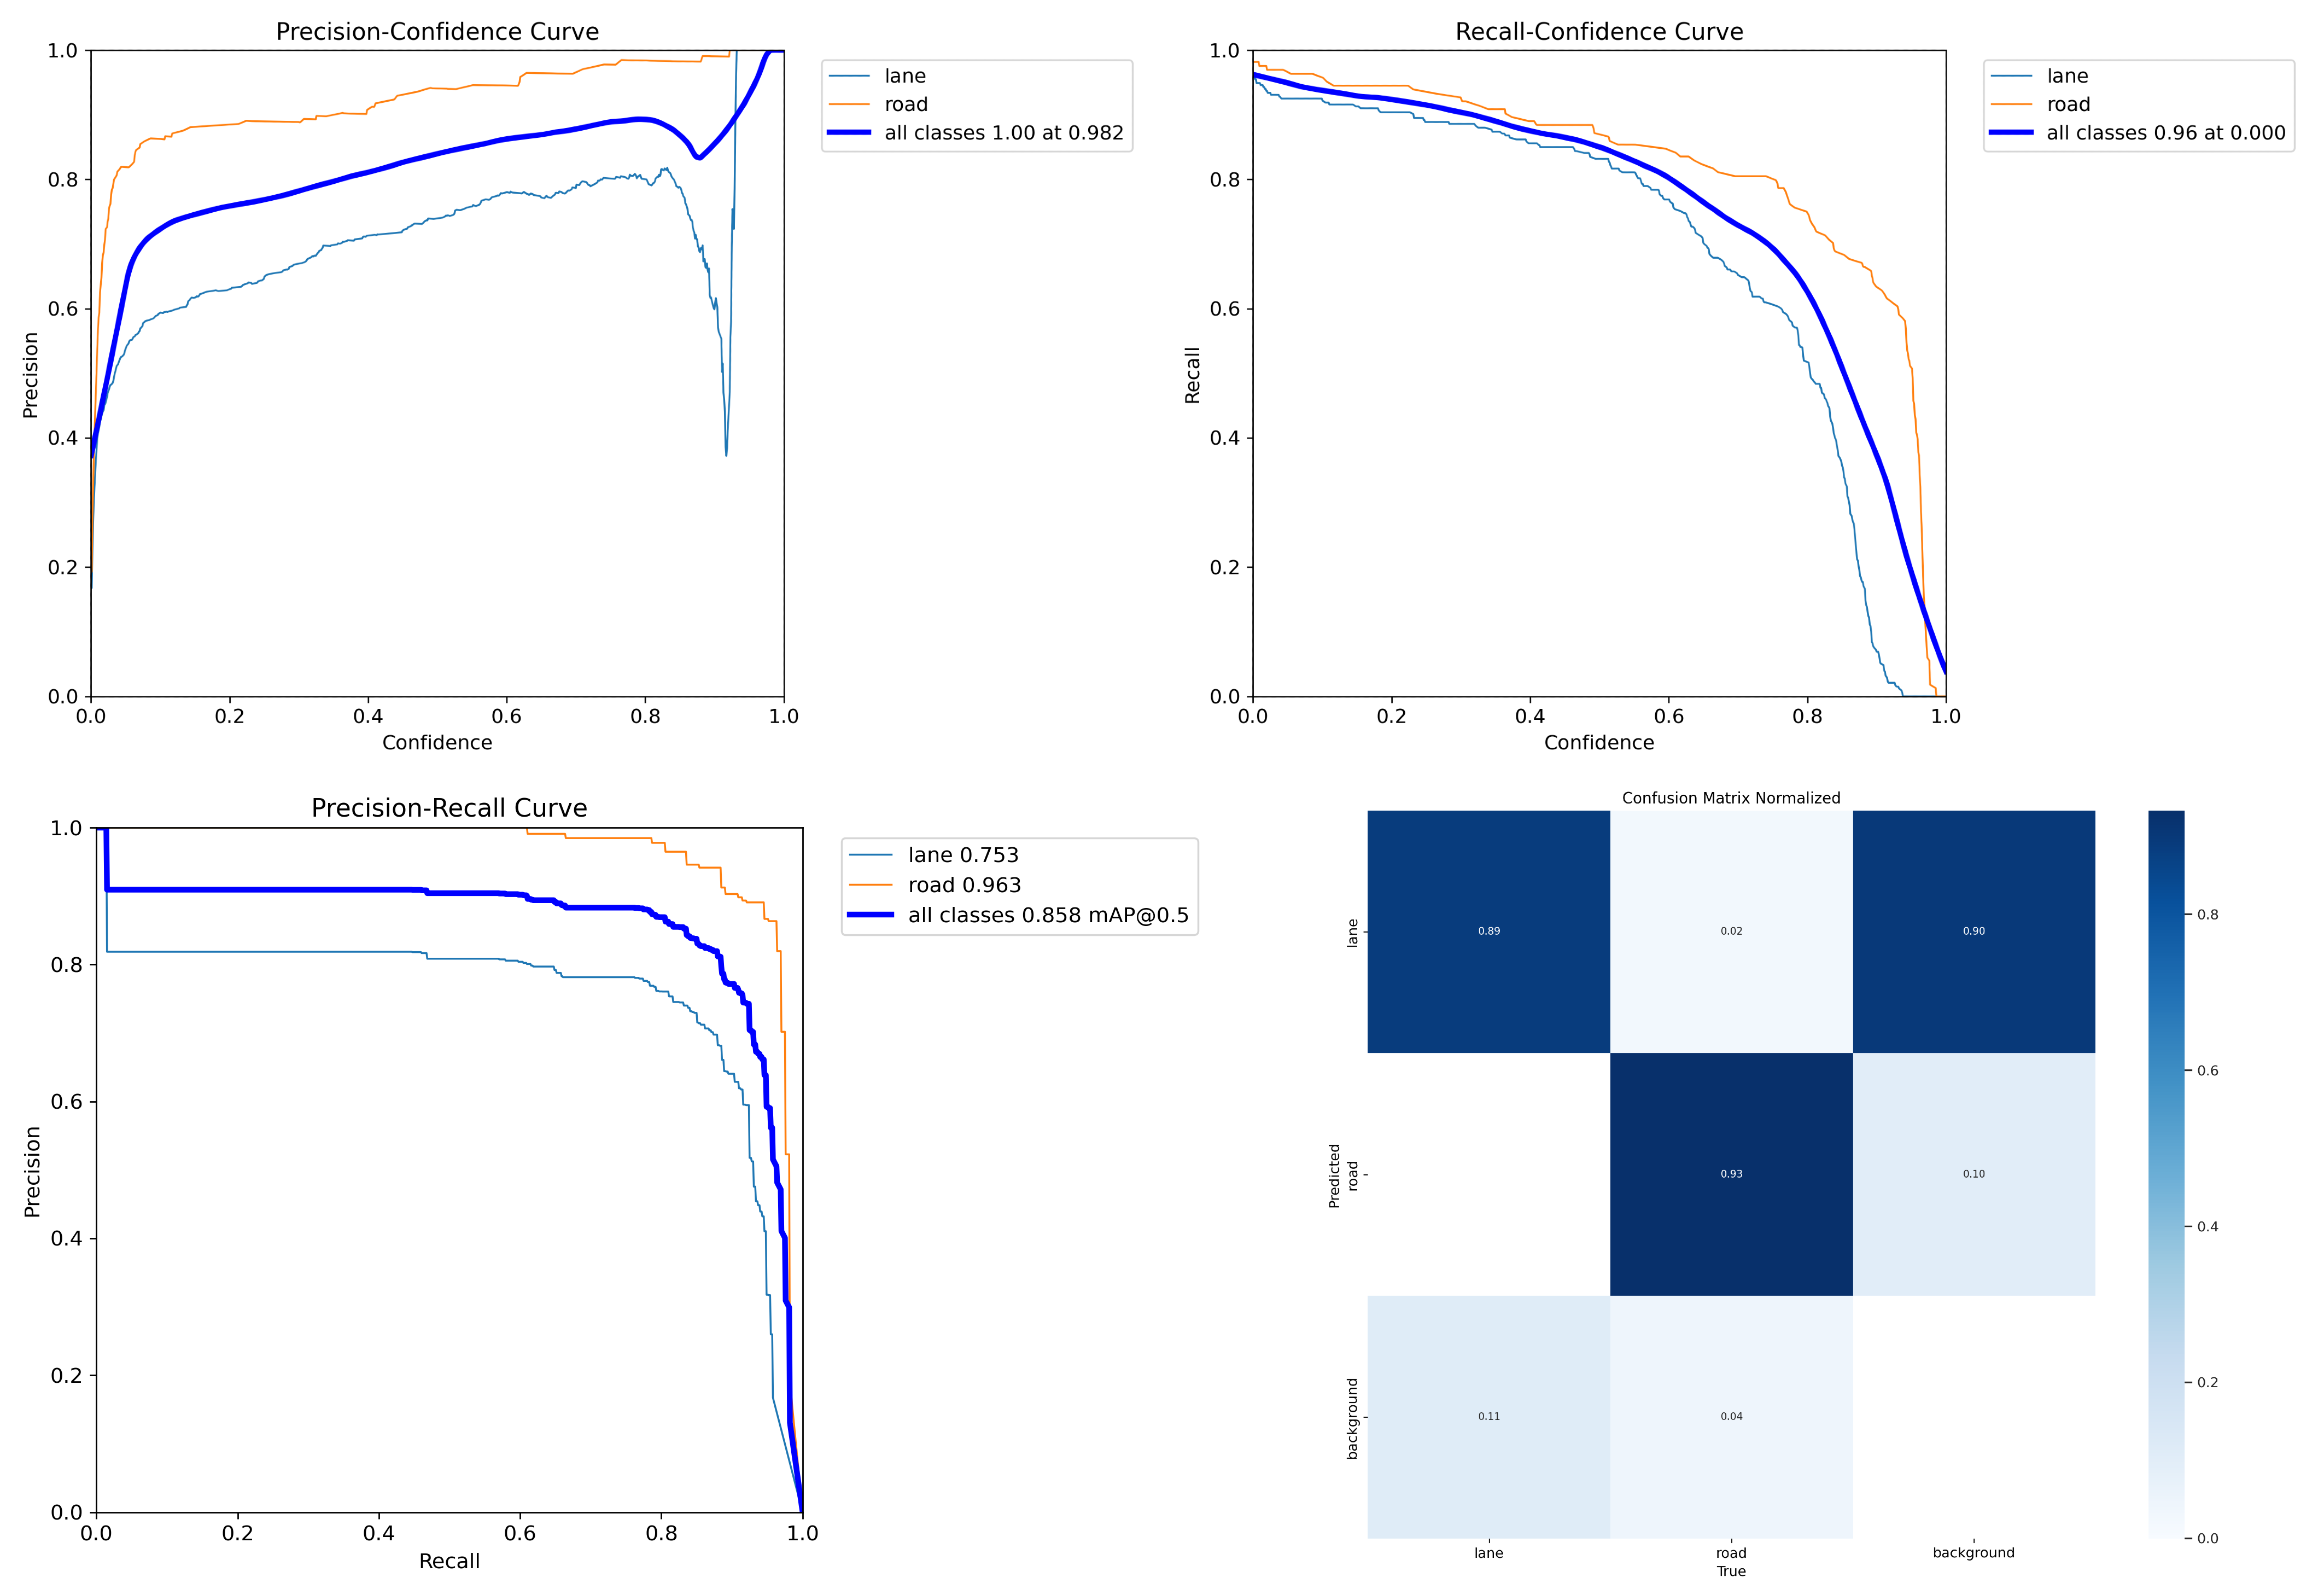 Precision-Confidence Curve
1.0
0.8
0.6
0.4
0.2
0.0
Precision
0.0 0.2 0.4 0.6 0.8 1.0
Confidence
lane
road
all classes 1.00 at 0.982
Recall-Confidence Curve
1.0
0.8
0.6
0.4
0.2
0.0
Recall
0.0 0.2 0.4 0.6 0.8 1.0
Confidence
lane
road
all classes 0.96 at 0.000
Precision-Recall Curve
1.0
0.8
0.6
0.4
0.2
0.0
Precision
0.0 0.2 0.4 0.6 0.8 1.0
Recall
lane 0.753
road 0.963
all classes 0.858 mAP@0.5
Confusion Matrix Normalized
lane
0.89 0.02 0.90
Predicted
road
0.93 0.10
background
0.11 0.04
lane road background
True
0.8
0.6
0.4
0.2
0.0